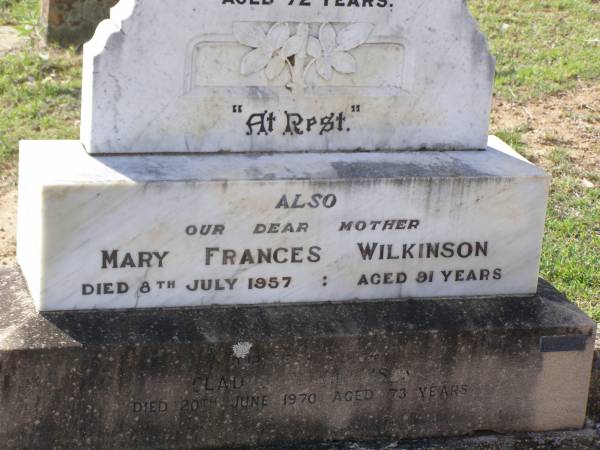 AGED 72 YEARS.
"At Rest."
ALSO
OUR DEAR MOTHER
MARY FRANCES WILKINSON
DIED 8TH JULY 1957 : AGED 91 YEARS
DIED 20TH JUNE 1970 AGED 73 YEARS